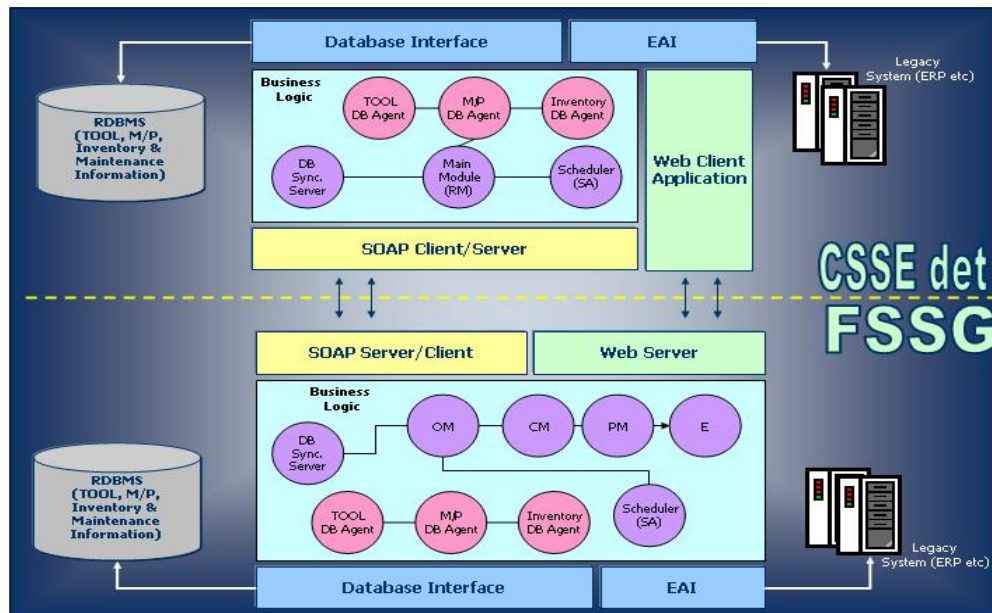 Database Interface
EAI
RDBMS
(TOOL, M/P,
Inventory &
Maintenance
Information)
Business
Logic
TOOL
DB Agent
M/P
DB Agent
Inventory
DB Agent
DB
Sync.
Server
Main
Module
(RM)
Scheduler
(SA)
Web Client
Application
Legacy
System (ERP etc)
SOAP Client/Server
CSSE det
FSSG
SOAP Server/Client
Web Server
Business
Logic
DB
Sync.
Server
OM
CM
PM
E
TOOL
DB Agent
M/P
DB Agent
Inventory
DB Agent
Scheduler
(SA)
RDBMS
(TOOL, M/P,
Inventory &
Maintenance
Information)
Legacy
System (ERP etc)
Database Interface
EAI